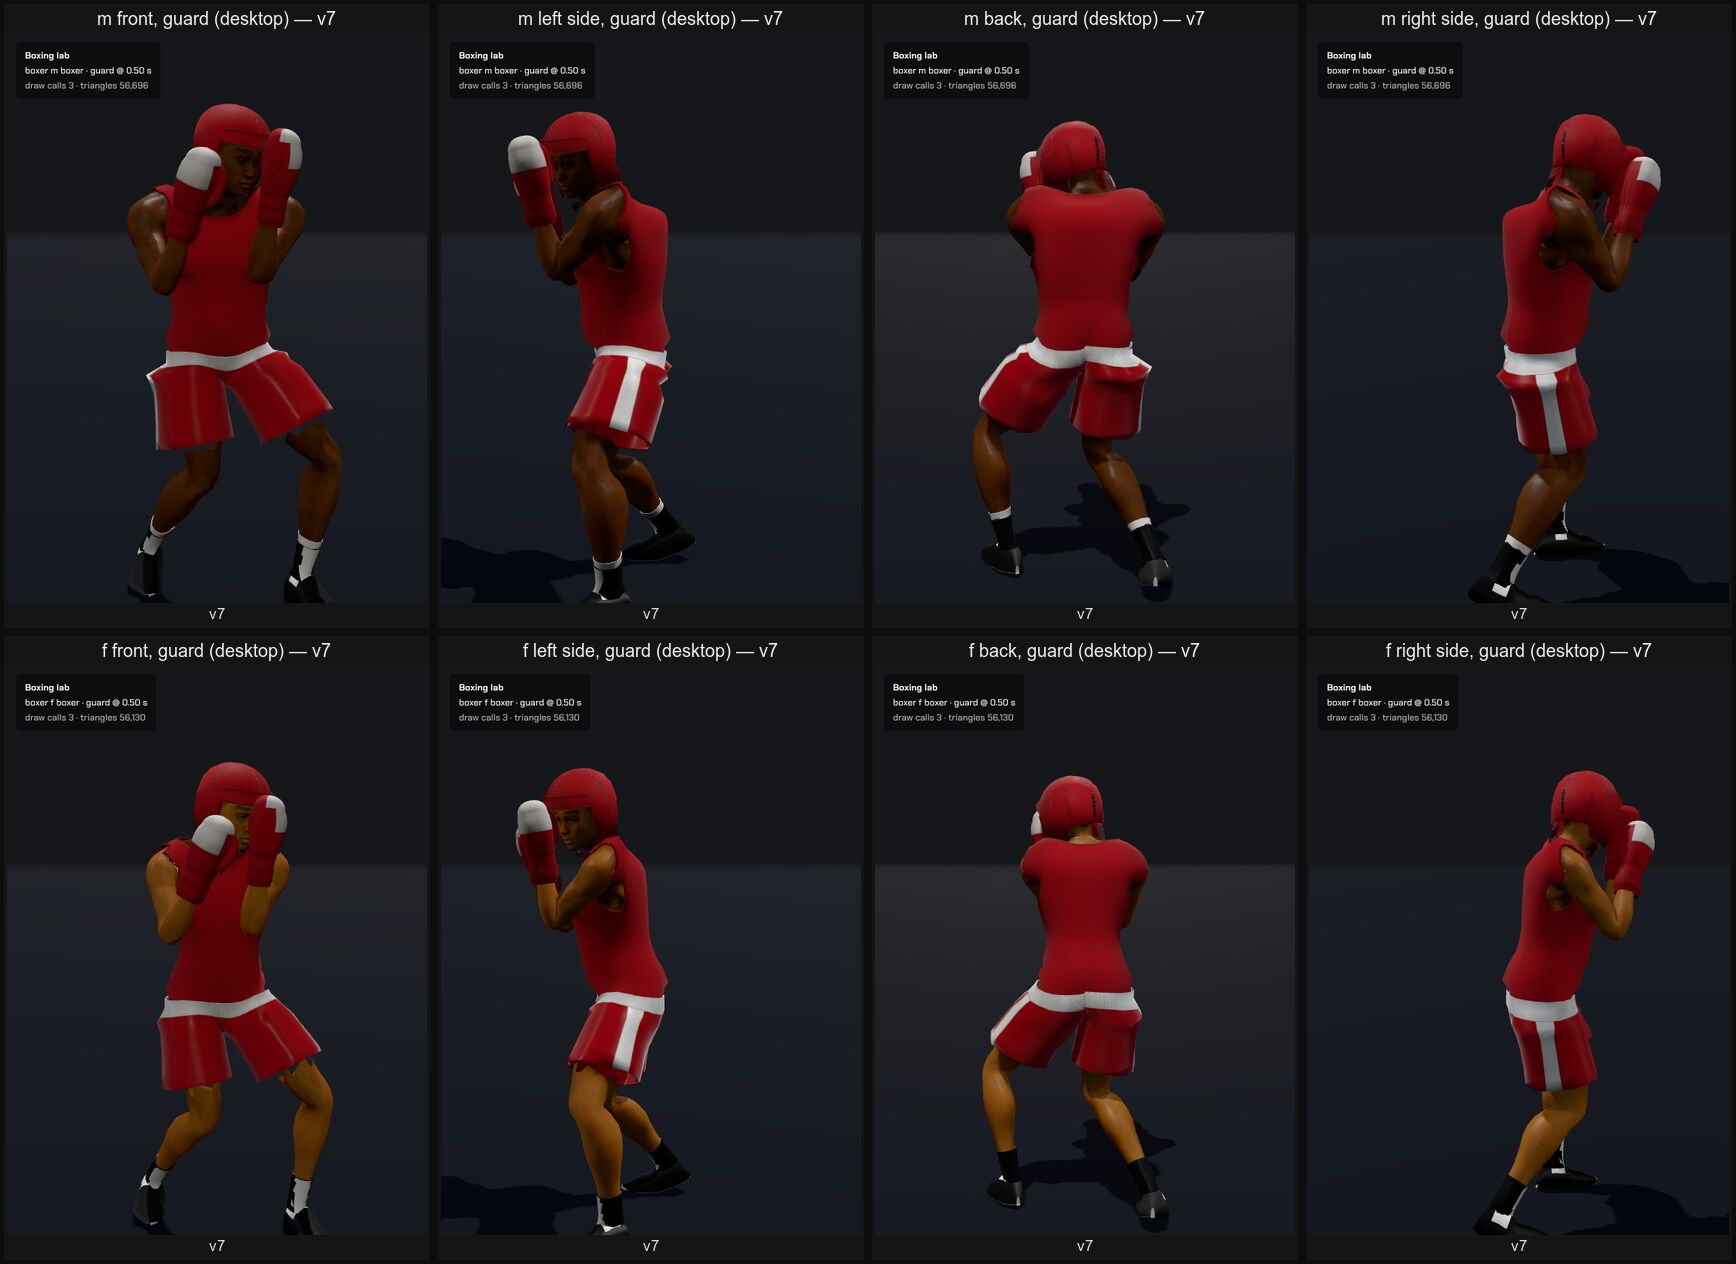 m front, guard (desktop) — v7
Boxing lab
boxer m boxer · guard @ 0.50 s
draw calls 3 · triangles 56,696
v7
m left side, guard (desktop) — v7
Boxing lab
boxer m boxer · guard @ 0.50 s
draw calls 3 · triangles 56,696
v7
m back, guard (desktop) — v7
Boxing lab
boxer m boxer · guard @ 0.50 s
draw calls 3 · triangles 56,696
v7
m right side, guard (desktop) — v7
Boxing lab
boxer m boxer · guard @ 0.50 s
draw calls 3 · triangles 56,696
v7
f front, guard (desktop) — v7
Boxing lab
boxer f boxer · guard @ 0.50 s
draw calls 3 · triangles 56,130
v7
f left side, guard (desktop) — v7
Boxing lab
boxer f boxer · guard @ 0.50 s
draw calls 3 · triangles 56,130
v7
f back, guard (desktop) — v7
Boxing lab
boxer f boxer · guard @ 0.50 s
draw calls 3 · triangles 56,130
v7
f right side, guard (desktop) — v7
Boxing lab
boxer f boxer · guard @ 0.50 s
draw calls 3 · triangles 56,130
v7